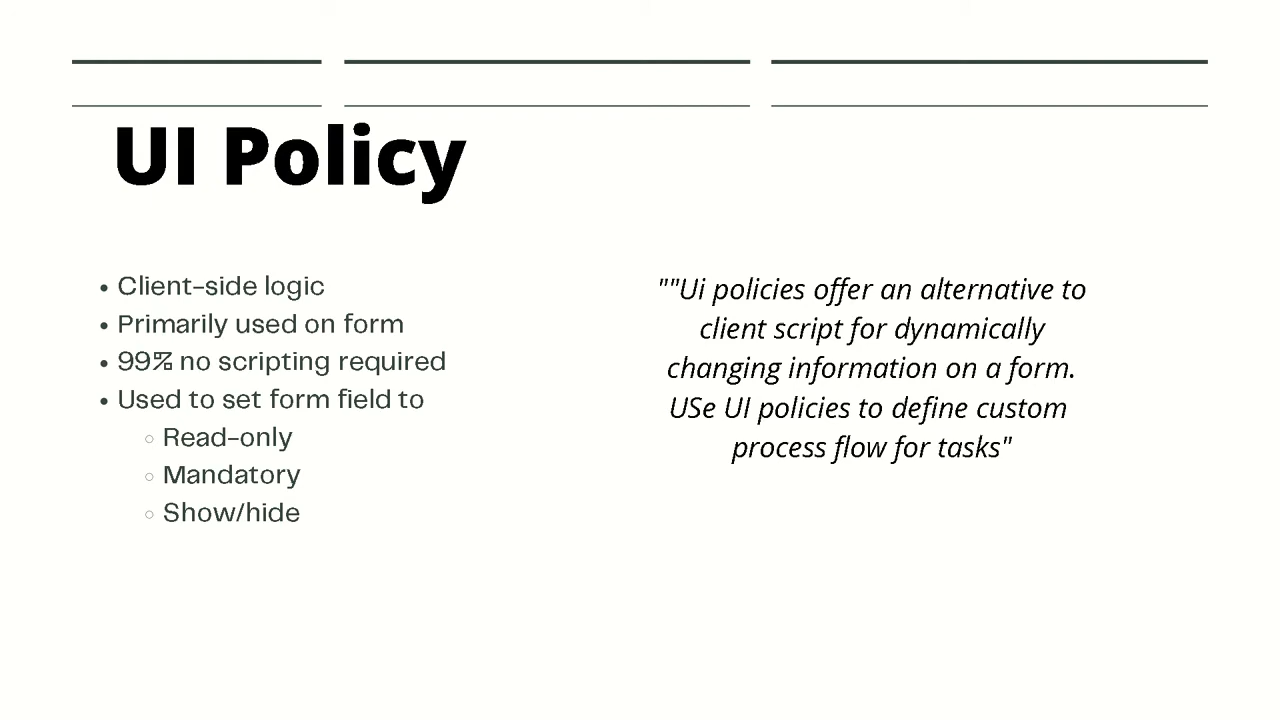 UI Policy
• Client-side logic
• Primarily used on form
• 99% no scripting required
• Used to set form field to
○ Read-only
○ Mandatory
○ Show/hide
""Ui policies offer an alternative to
client script for dynamically
changing information on a form.
USe UI policies to define custom
process flow for tasks"